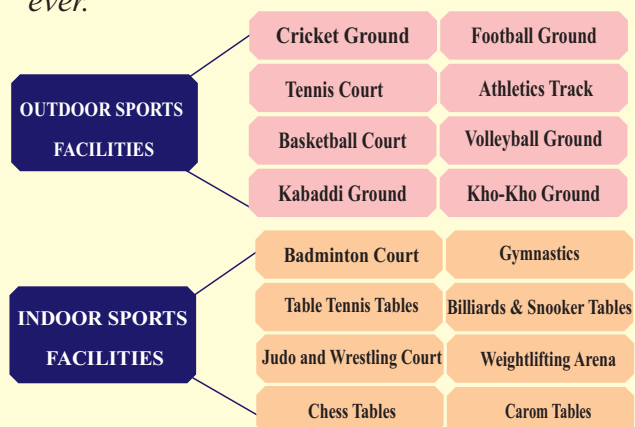 ever.
OUTDOOR SPORTS
FACILITIES
Cricket Ground
Football Ground
Tennis Court
Athletics Track
Basketball Court
Volleyball Ground
Kabaddi Ground
Kho-Kho Ground
INDOOR SPORTS
FACILITIES
Badminton Court
Gymnastics
Table Tennis Tables
Billiards & Snooker Tables
Judo and Wrestling Court
Weightlifting Arena
Chess Tables
Carom Tables